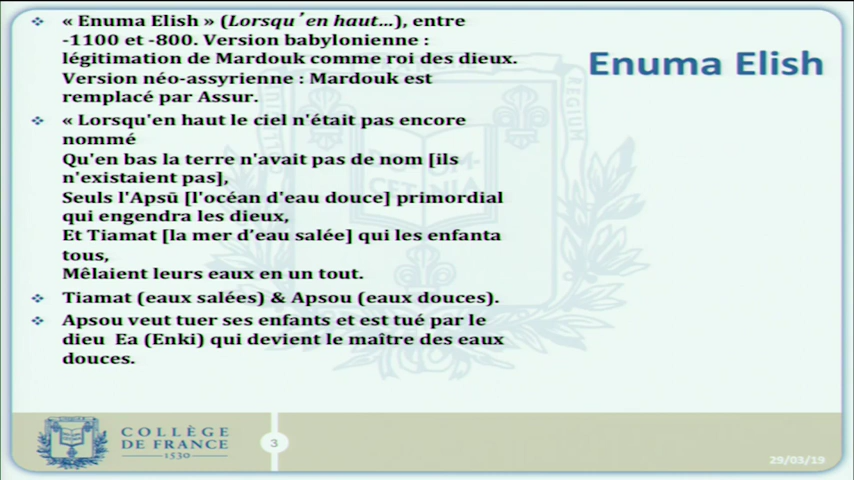 « Enuma Elish » (Lorsqu'en haut…), entre
-1100 et -800. Version babylonienne :
légitimation de Mardouk comme roi des dieux.
Version néo-assyrienne : Mardouk est
remplacé par Assur.
« Lorsqu'en haut le ciel n'était pas encore
nommé
Qu'en bas la terre n'avait pas de nom [ils
n'existaient pas],
Seuls l'Apsū [l'océan d'eau douce] primordial
qui engendra les dieux,
Et Tiamat [la mer d'eau salée] qui les enfanta
tous,
Mêlaient leurs eaux en un tout.
Tiamat (eaux salées) & Apsou (eaux douces).
Apsou veut tuer ses enfants et est tué par le
dieu Ea (Enki) qui devient le maître des eaux
douces.
Enuma Elish
COLLÈGE
DE FRANCE
1530
3
29/03/19